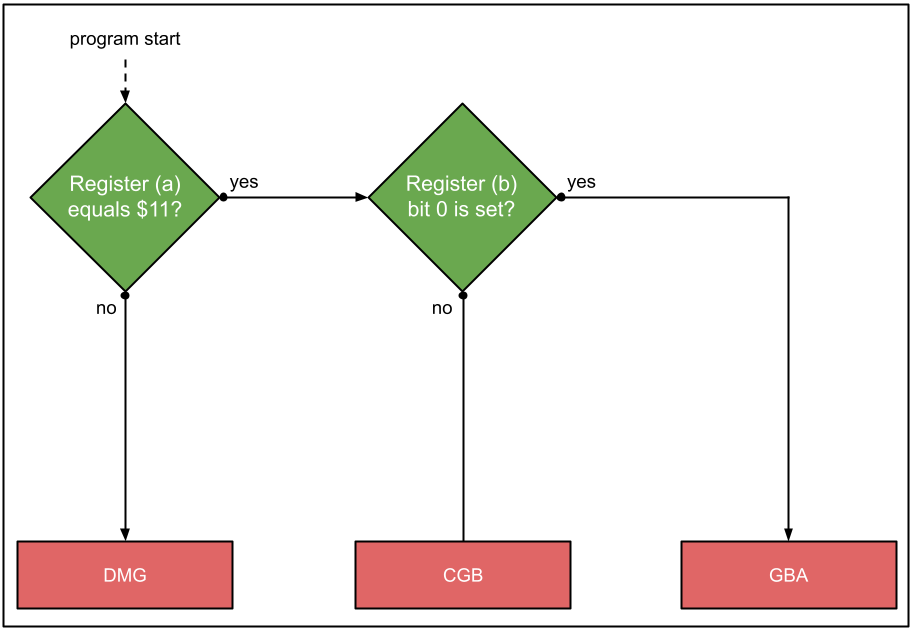 program start
Register (a)
equals $11?
yes
Register (b)
bit 0 is set?
yes
no
no
DMG
CGB
GBA